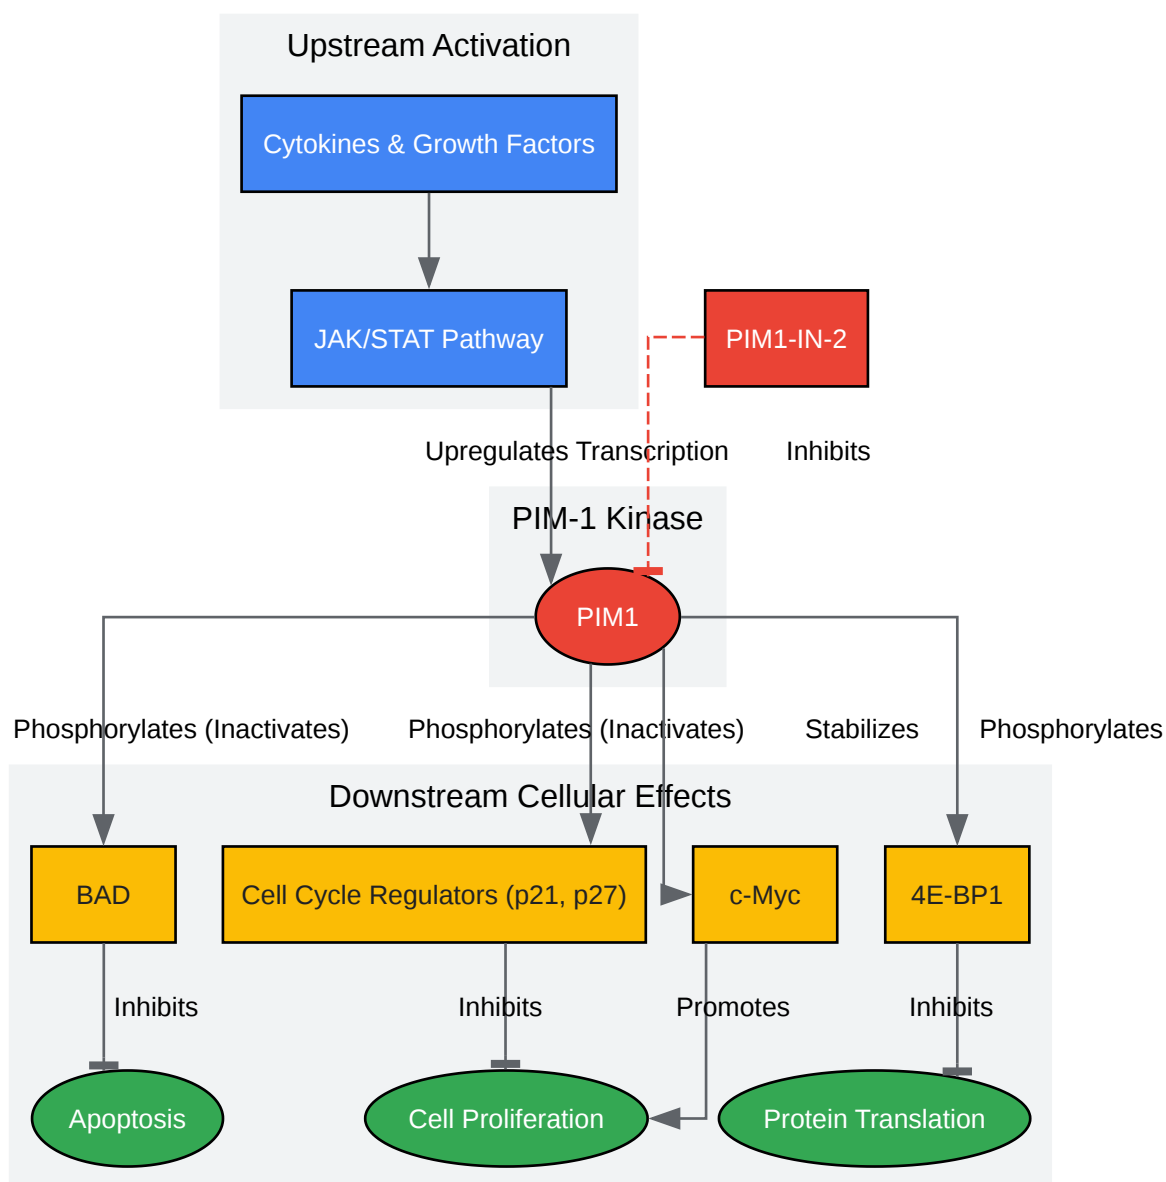 Upstream Activation
Cytokines & Growth Factors
JAK/STAT Pathway
PIM1-IN-2
Upregulates Transcription
Inhibits
PIM-1 Kinase
PIM1
Phosphorylates (Inactivates)
Phosphorylates (Inactivates)
Stabilizes
Phosphorylates
Downstream Cellular Effects
BAD
Cell Cycle Regulators (p21, p27)
c-Myc
4E-BP1
Inhibits
Inhibits
Promotes
Inhibits
Apoptosis
Cell Proliferation
Protein Translation